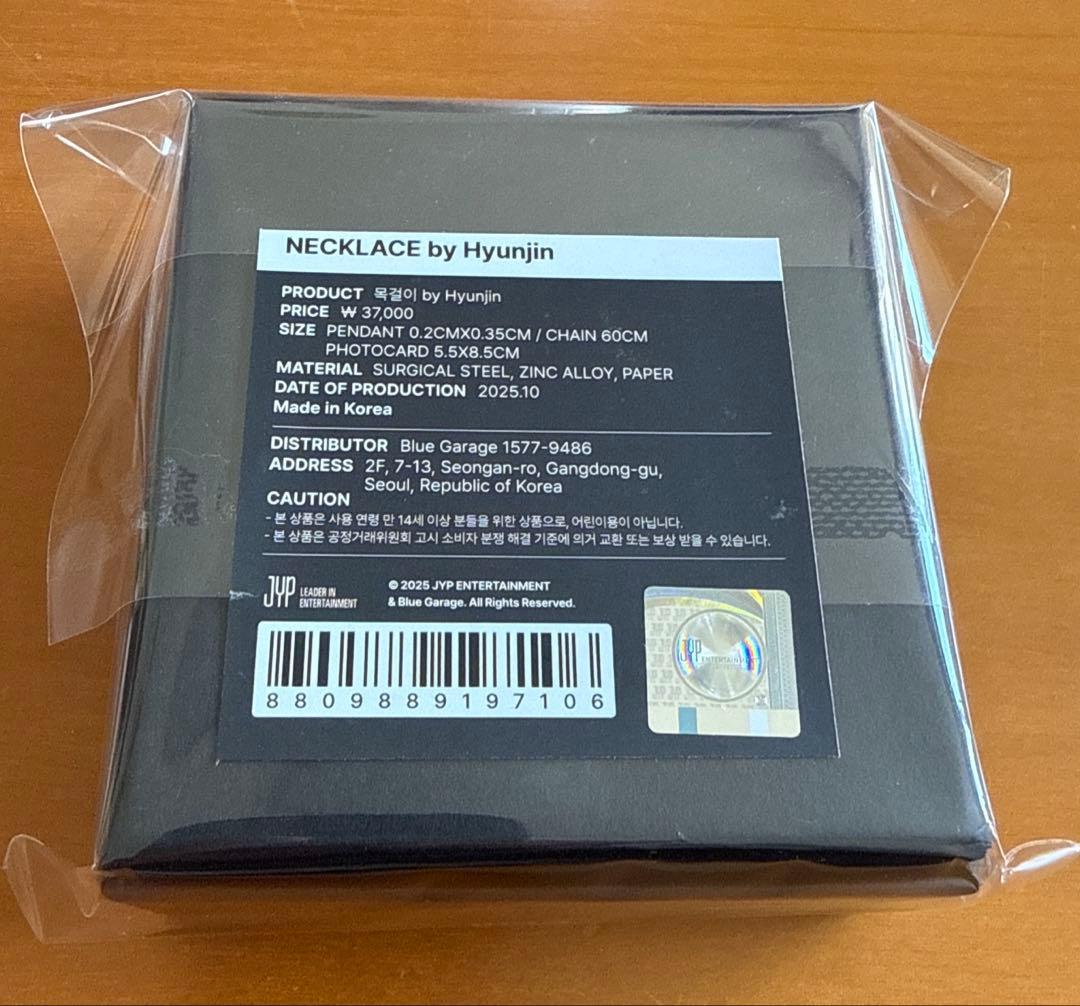 NECKLACE by Hyunjin
PRODUCT 목걸이 by Hyunjin
PRICE ₩ 37,000
SIZE PENDANT 0.2CMX0.35CM / CHAIN 60CM
PHOTOCARD 5.5X8.5CM
MATERIAL SURGICAL STEEL, ZINC ALLOY, PAPER
DATE OF PRODUCTION 2025.10
Made in Korea
DISTRIBUTOR Blue Garage 1577-9486
ADDRESS 2F, 7-13, Seongan-ro, Gangdong-gu,
Seoul, Republic of Korea
CAUTION
- 본 상품은 사용 연령 만 14세 이상 분들을 위한 상품으로, 어린이용이 아닙니다.
- 본 상품은 공정거래위원회 고시 소비자 분쟁 해결 기준에 의거 교환 또는 보상 받을 수 있습니다.
JYP LEADER IN
ENTERTAINMENT
© 2025 JYP ENTERTAINMENT
& Blue Garage. All Rights Reserved.
8809889197106
JYP ENTERTAINMENT